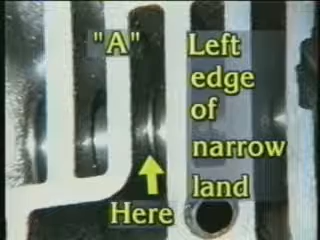 "A" Left
edge
of
narrow
land
Here